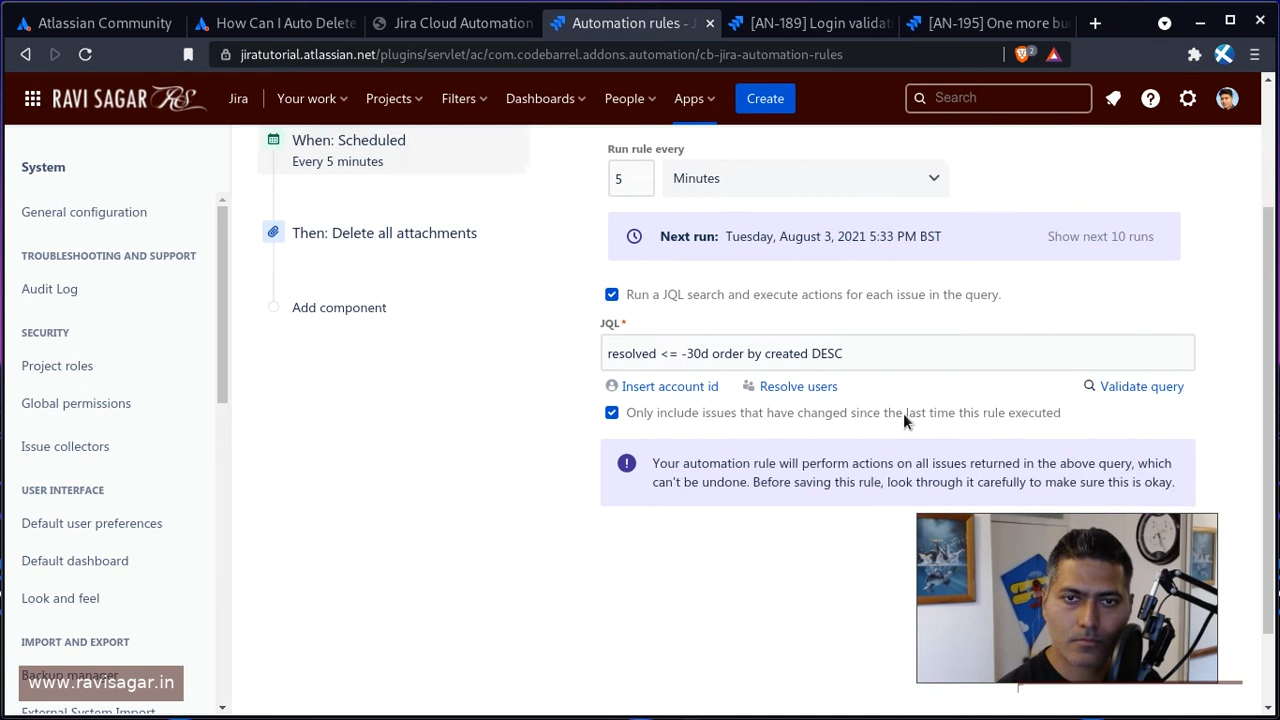 Atlassian Community
How Can I Auto Delete
Jira Cloud Automation
Automation rules - J
[AN-189] Login validat
[AN-195] One more bu
jiratutorial.atlassian.net/plugins/servlet/ac/com.codebarrel.addons.automation/cb-jira-automation-rules
2
RAVI SAGAR RS
Jira
Your work
Projects
Filters
Dashboards
People
Apps
Create
Search
System
General configuration
TROUBLESHOOTING AND SUPPORT
Audit Log
SECURITY
Project roles
Global permissions
Issue collectors
USER INTERFACE
Default user preferences
Default dashboard
Look and feel
IMPORT AND EXPORT
Backup manager
www.ravisagar.in
External System Import
When: Scheduled
Every 5 minutes
Then: Delete all attachments
Add component
Run rule every
5
Minutes
Next run: Tuesday, August 3, 2021 5:33 PM BST
Show next 10 runs
Run a JQL search and execute actions for each issue in the query.
JQL*
resolved <= -30d order by created DESC
Insert account id
Resolve users
Validate query
Only include issues that have changed since the last time this rule executed
Your automation rule will perform actions on all issues returned in the above query, which
can't be undone. Before saving this rule, look through it carefully to make sure this is okay.